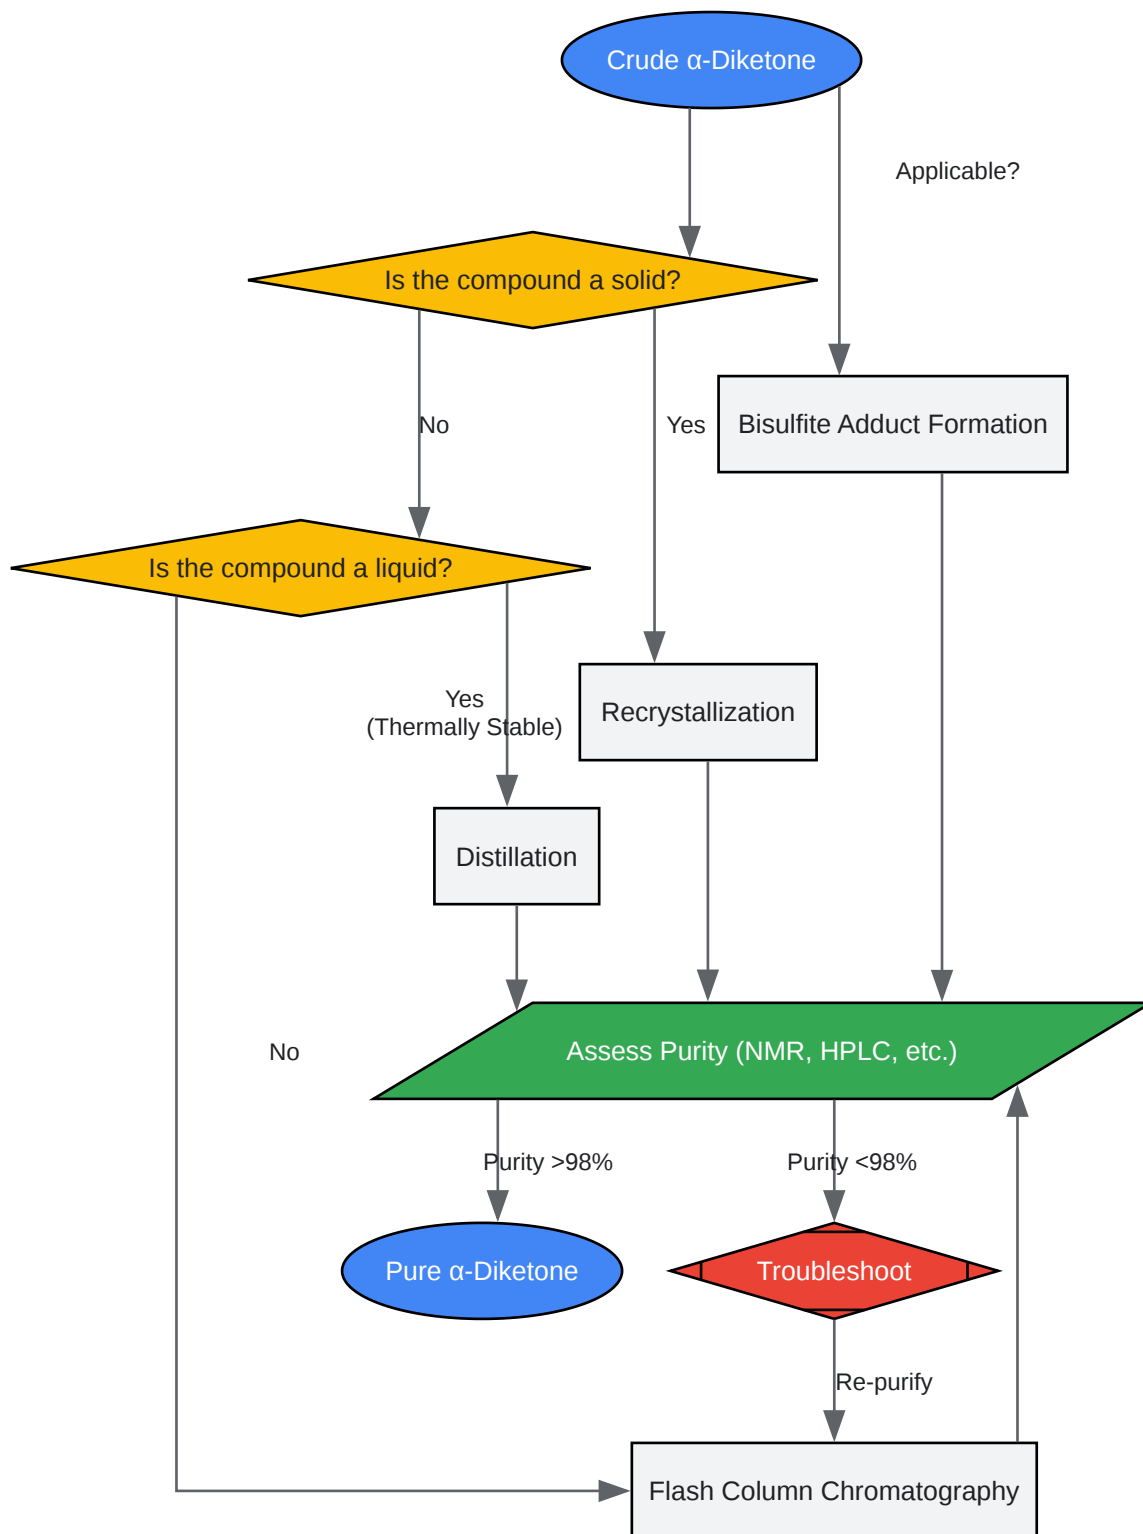 Crude α-Diketone
Applicable?
Is the compound a solid?
No
Yes
Bisulfite Adduct Formation
Is the compound a liquid?
Yes
(Thermally Stable)
Recrystallization
Distillation
No
Assess Purity (NMR, HPLC, etc.)
Purity >98%
Purity <98%
Pure α-Diketone
Troubleshoot
Re-purify
Flash Column Chromatography